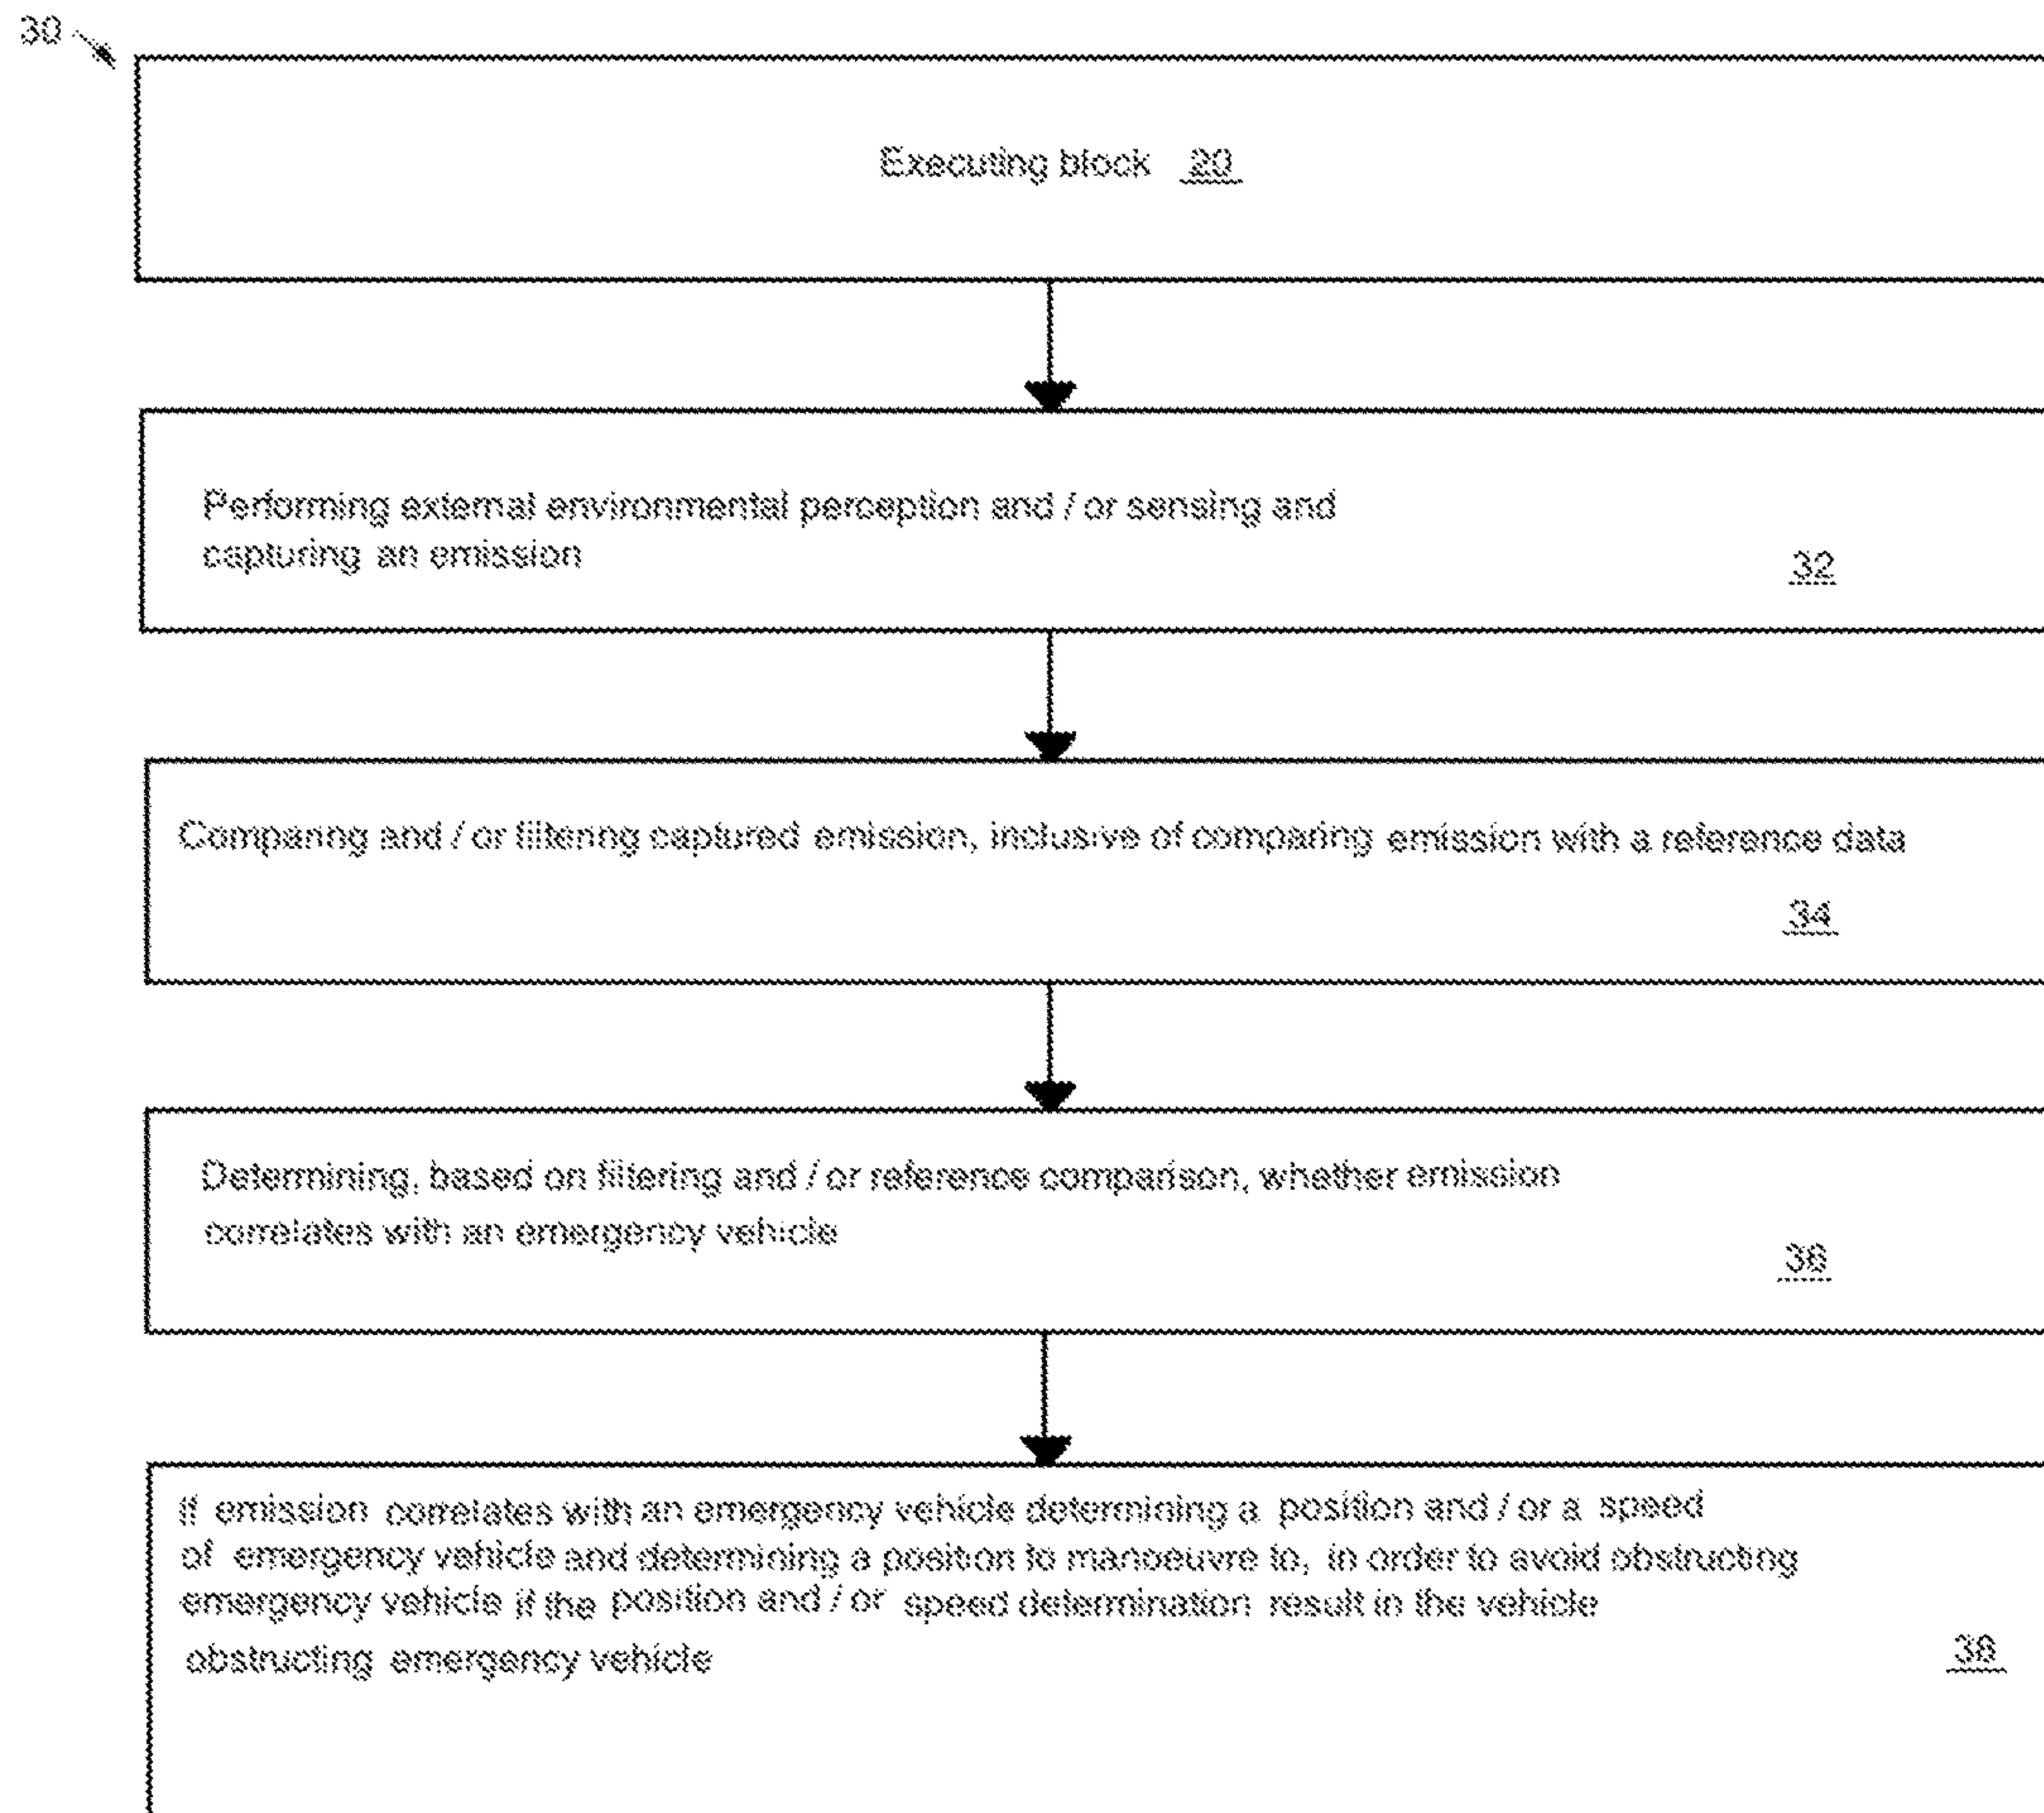 30
Executing block 20
Performing external environmental perception and / or sensing and
capturing an emission
32
Comparing and / or filtering captured emission, inclusive of comparing emission with a reference data
34
Determining, based on filtering and / or reference comparison, whether emission
correlates with an emergency vehicle
36
If emission correlates with an emergency vehicle determining a position and / or a speed
of emergency vehicle and determining a position to manoeuvre to, in order to avoid obstructing
emergency vehicle if the position and / or speed determination result in the vehicle
obstructing emergency vehicle
38